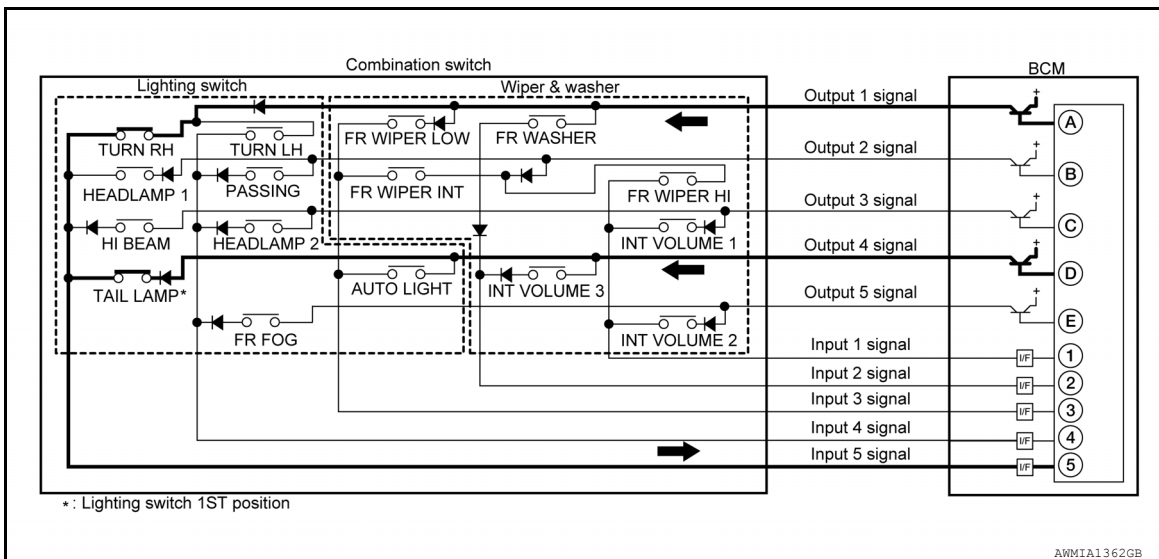 Combination switch
BCM
Lighting switch
Wiper & washer
Output 1 signal
+
A
TURN RH
TURN LH
FR WIPER LOW
FR WASHER
Output 2 signal
+
B
HEADLAMP 1
PASSING
FR WIPER INT
FR WIPER HI
Output 3 signal
+
C
HI BEAM
HEADLAMP 2
INT VOLUME 1
Output 4 signal
+
D
TAIL LAMP*
AUTO LIGHT
INT VOLUME 3
Output 5 signal
+
E
FR FOG
INT VOLUME 2
Input 1 signal
I/F
1
Input 2 signal
I/F
2
Input 3 signal
I/F
3
Input 4 signal
I/F
4
Input 5 signal
I/F
5
* : Lighting switch 1ST position
AWMIA1362GB